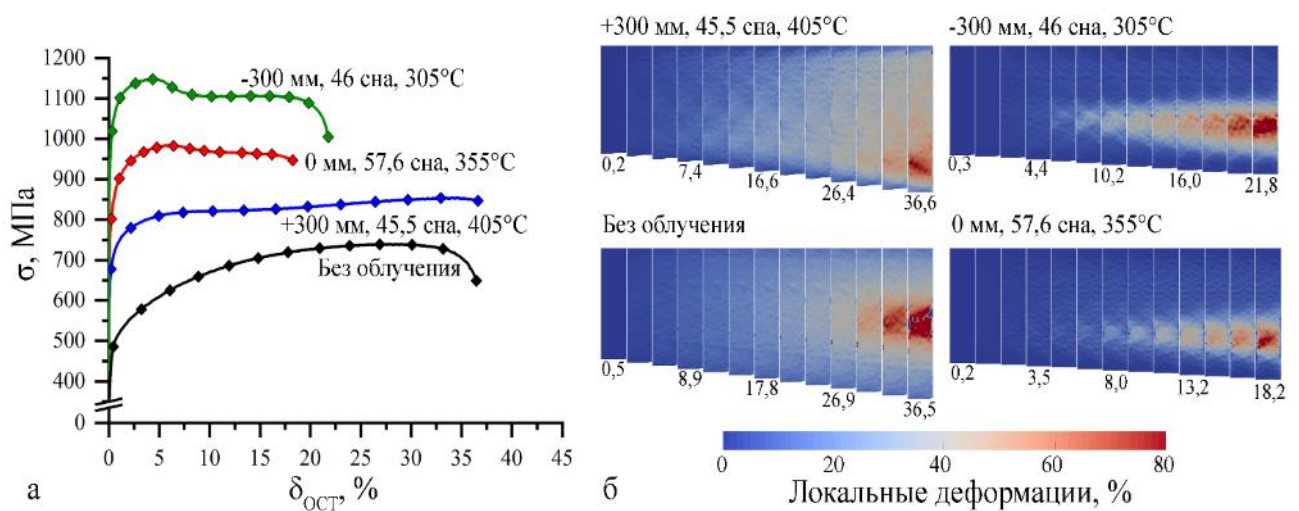 1200
1100
1000
900
800
700
600
500
400
0
σ, МПа
-300 мм, 46 сна, 305°C
0 мм, 57,6 сна, 355°C
+300 мм, 45,5 сна, 405°C
Без облучения
0 5 10 15 20 25 30 35 40 45
а
δОСТ, %
+300 мм, 45,5 сна, 405°C
0,2 7,4 16,6 26,4 36,6
-300 мм, 46 сна, 305°C
0,3 4,4 10,2 16,0 21,8
Без облучения
0,5 8,9 17,8 26,9 36,5
0 мм, 57,6 сна, 355°C
0,2 3,5 8,0 13,2 18,2
0 40 60 80
б
Локальные деформации, %